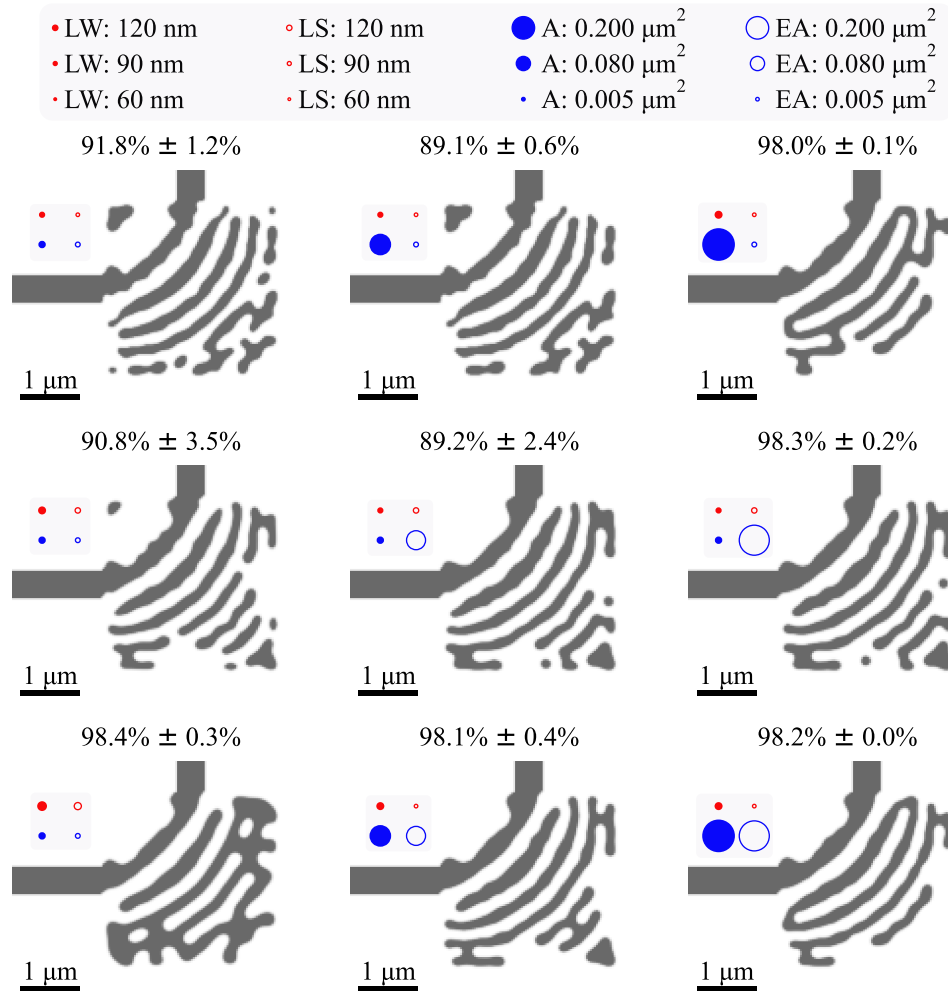 LW: 120 nm LS: 120 nm A: 0.200 μm² EA: 0.200 μm²
LW: 90 nm LS: 90 nm A: 0.080 μm² EA: 0.080 μm²
LW: 60 nm LS: 60 nm A: 0.005 μm² EA: 0.005 μm²
91.8% ± 1.2% 89.1% ± 0.6% 98.0% ± 0.1%
1 μm 1 μm 1 μm
90.8% ± 3.5% 89.2% ± 2.4% 98.3% ± 0.2%
1 μm 1 μm 1 μm
98.4% ± 0.3% 98.1% ± 0.4% 98.2% ± 0.0%
1 μm 1 μm 1 μm